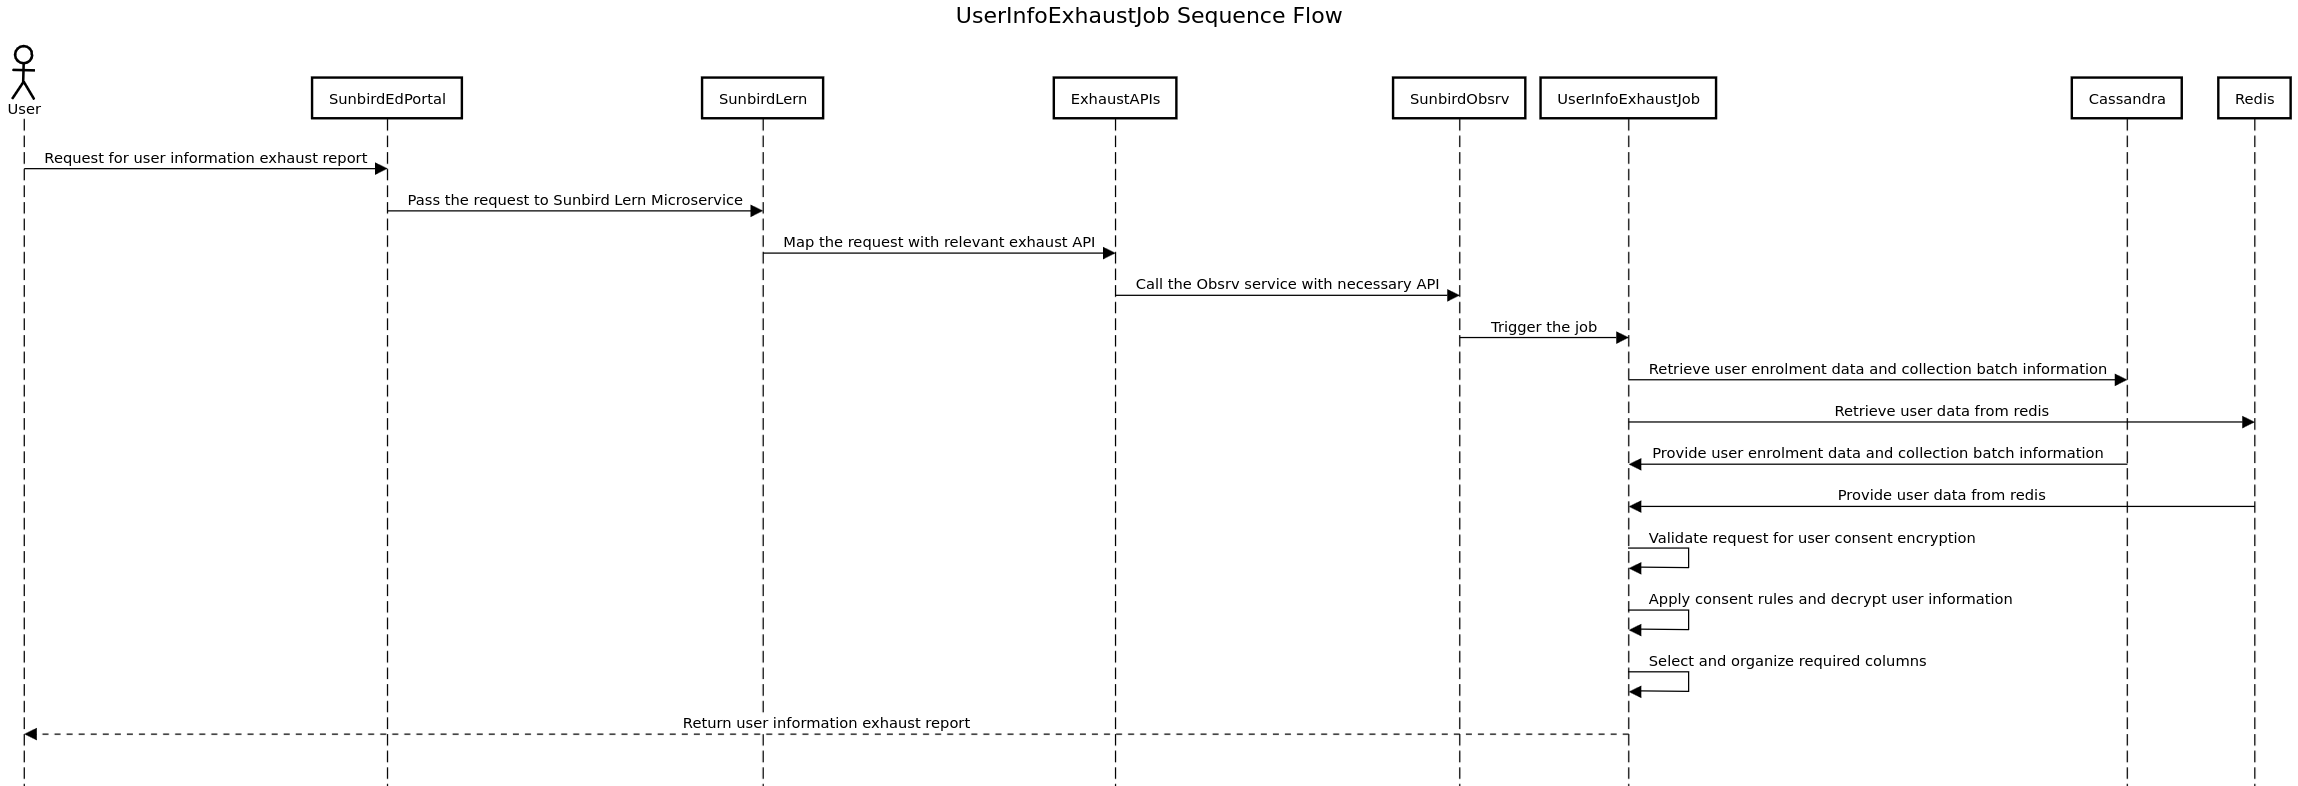 UserInfoExhaustJob Sequence Flow
User
SunbirdEdPortal
SunbirdLern
ExhaustAPIs
SunbirdObsrv
UserInfoExhaustJob
Cassandra
Redis
Request for user information exhaust report
Pass the request to Sunbird Lern Microservice
Map the request with relevant exhaust API
Call the Obsrv service with necessary API
Trigger the job
Retrieve user enrolment data and collection batch information
Retrieve user data from redis
Provide user enrolment data and collection batch information
Provide user data from redis
Validate request for user consent encryption
Apply consent rules and decrypt user information
Select and organize required columns
Return user information exhaust report